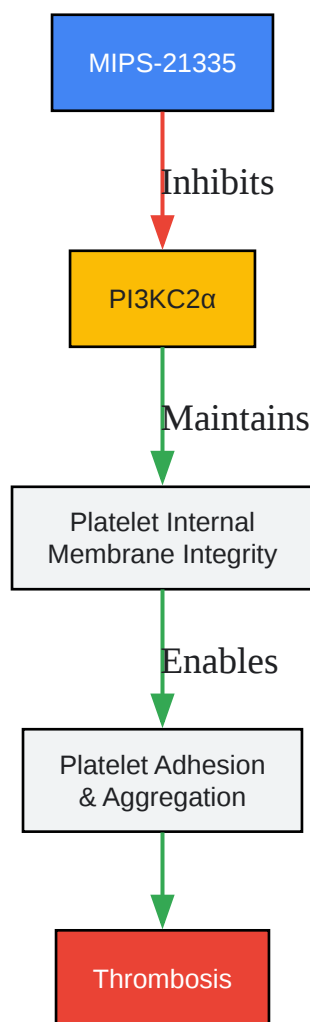 MIPS-21335
Inhibits
PI3KC2α
Maintains
Platelet Internal
Membrane Integrity
Enables
Platelet Adhesion
& Aggregation
Thrombosis